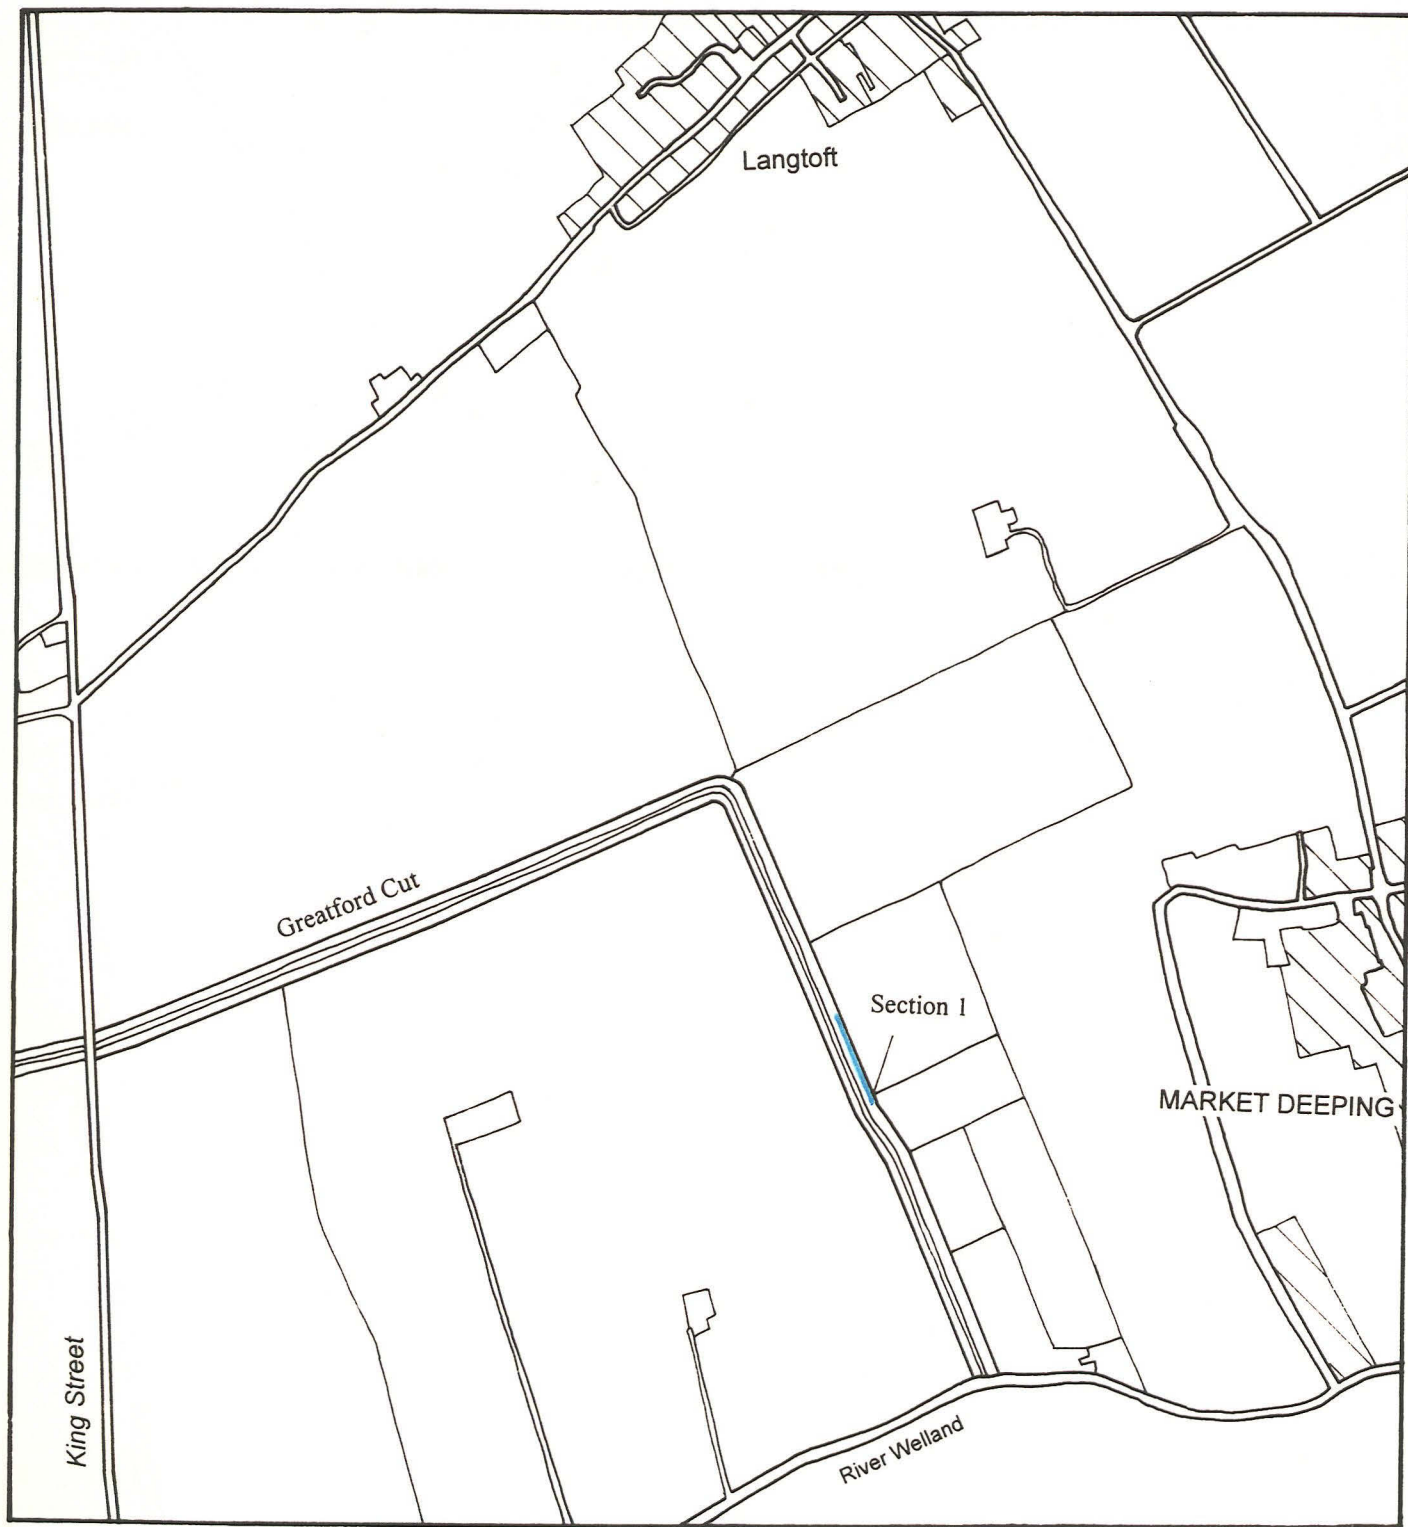 Langtoft
Greatford Cut
Section 1
MARKET DEEPING
King Street
River Welland